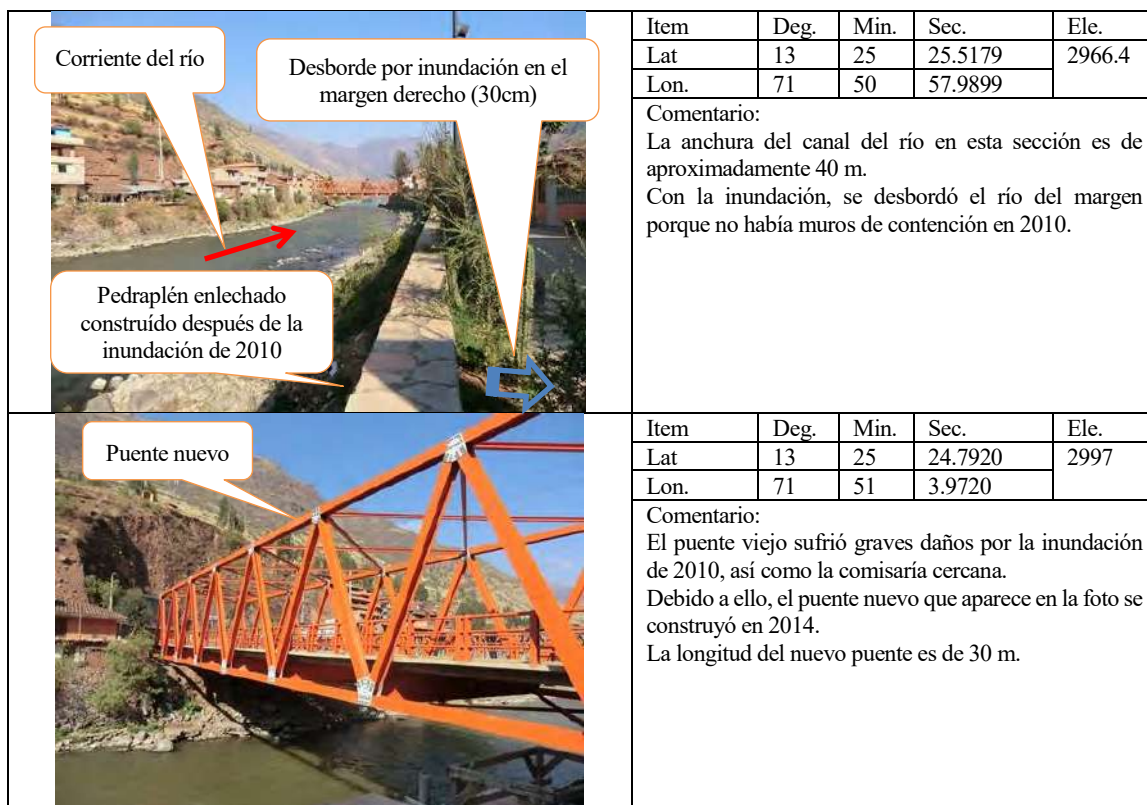 Corriente del río
Desborde por inundación en el
margen derecho (30cm)
Pedraplén enlechado
construído después de la
inundación de 2010
Item Deg. Min. Sec. Ele.
Lat 13 25 25.5179 2966.4
Lon. 71 50 57.9899
Comentario:
La anchura del canal del río en esta sección es de
aproximadamente 40 m.
Con la inundación, se desbordó el río del margen
porque no había muros de contención en 2010.
Puente nuevo
Item Deg. Min. Sec. Ele.
Lat 13 25 24.7920 2997
Lon. 71 51 3.9720
Comentario:
El puente viejo sufrió graves daños por la inundación
de 2010, así como la comisaría cercana.
Debido a ello, el puente nuevo que aparece en la foto se
construyó en 2014.
La longitud del nuevo puente es de 30 m.